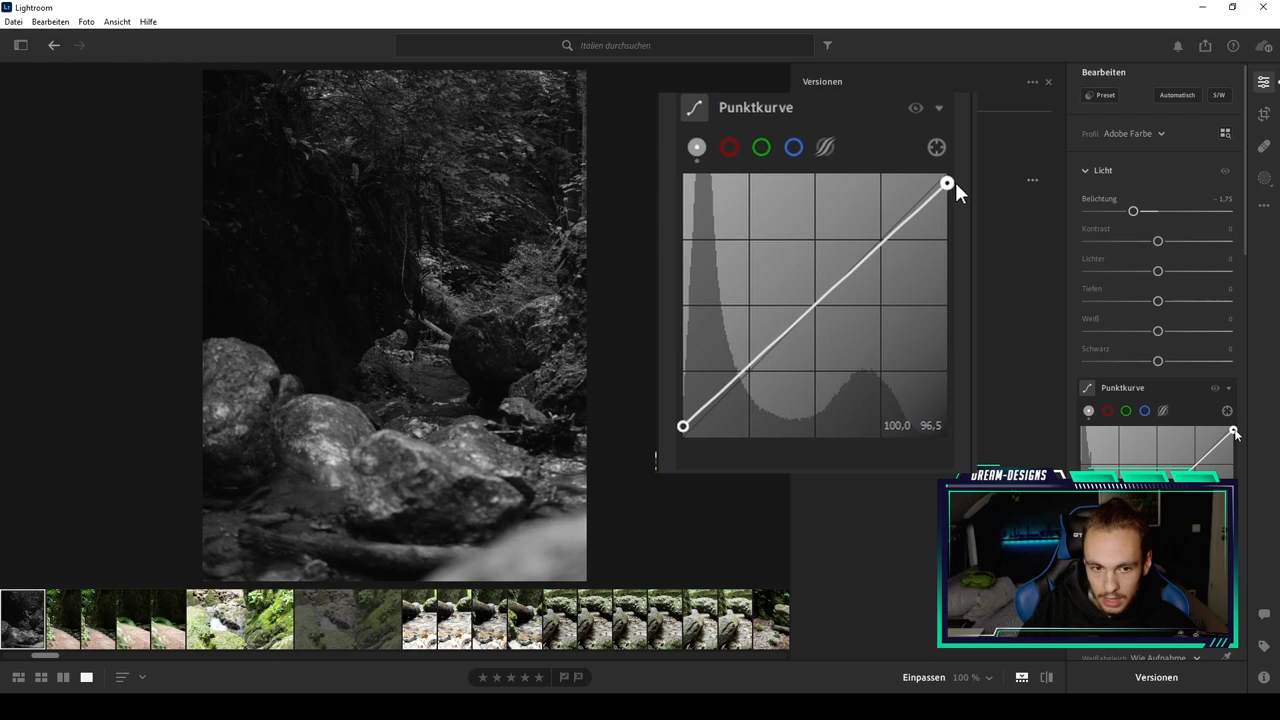 Lr Lightroom
Datei Bearbeiten Foto Ansicht Hilfe
Italien durchsuchen
Versionen
Bearbeiten
Preset Automatisch S/W
Profil Adobe Farbe
Licht
Belichtung − 1,75
Kontrast 0
Lichter 0
Tiefen 0
Weiß 0
Schwarz 0
Punktkurve
Punktkurve
100,0 96,5
DREAM-DESIGNS
Weißabgleich Wie Aufnahme
Einpassen 100 %
Versionen